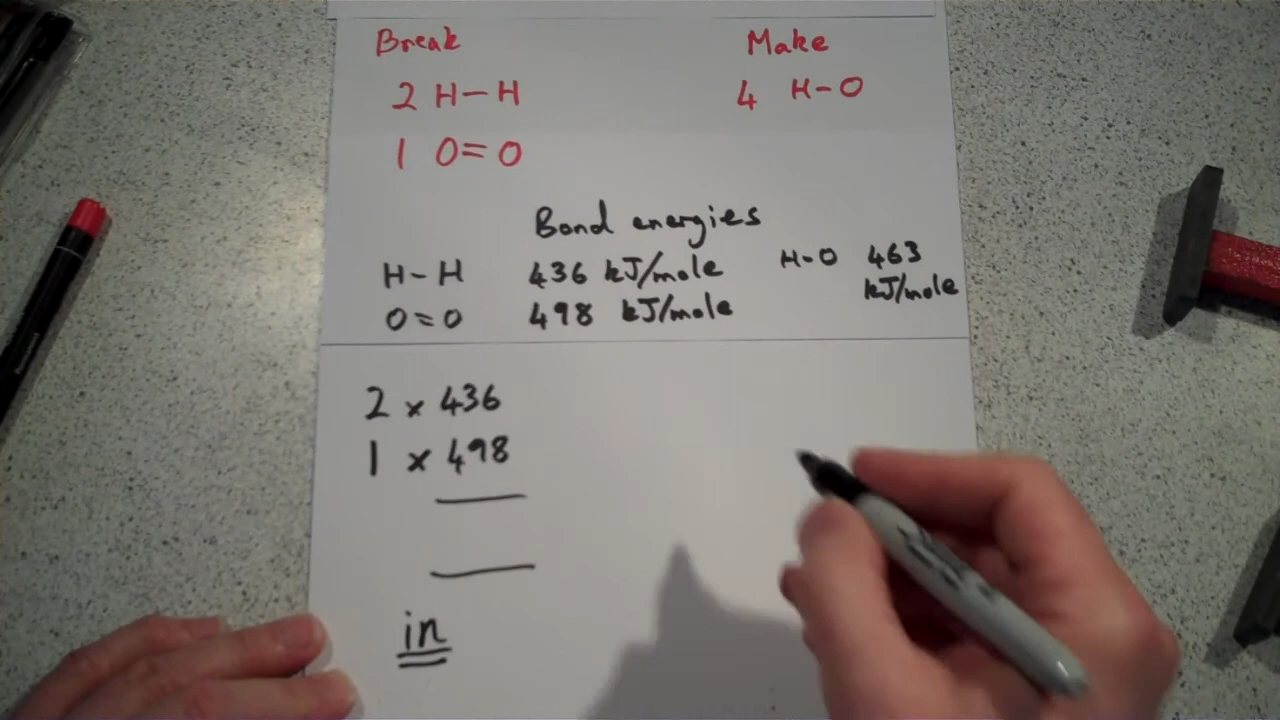 Break
Make
2 H-H
4 H-O
1 O=O
Bond energies
H-H 436 kJ/mole
H-O 463
kJ/mole
O=O 498 kJ/mole
2 x 436
1 x 498
in